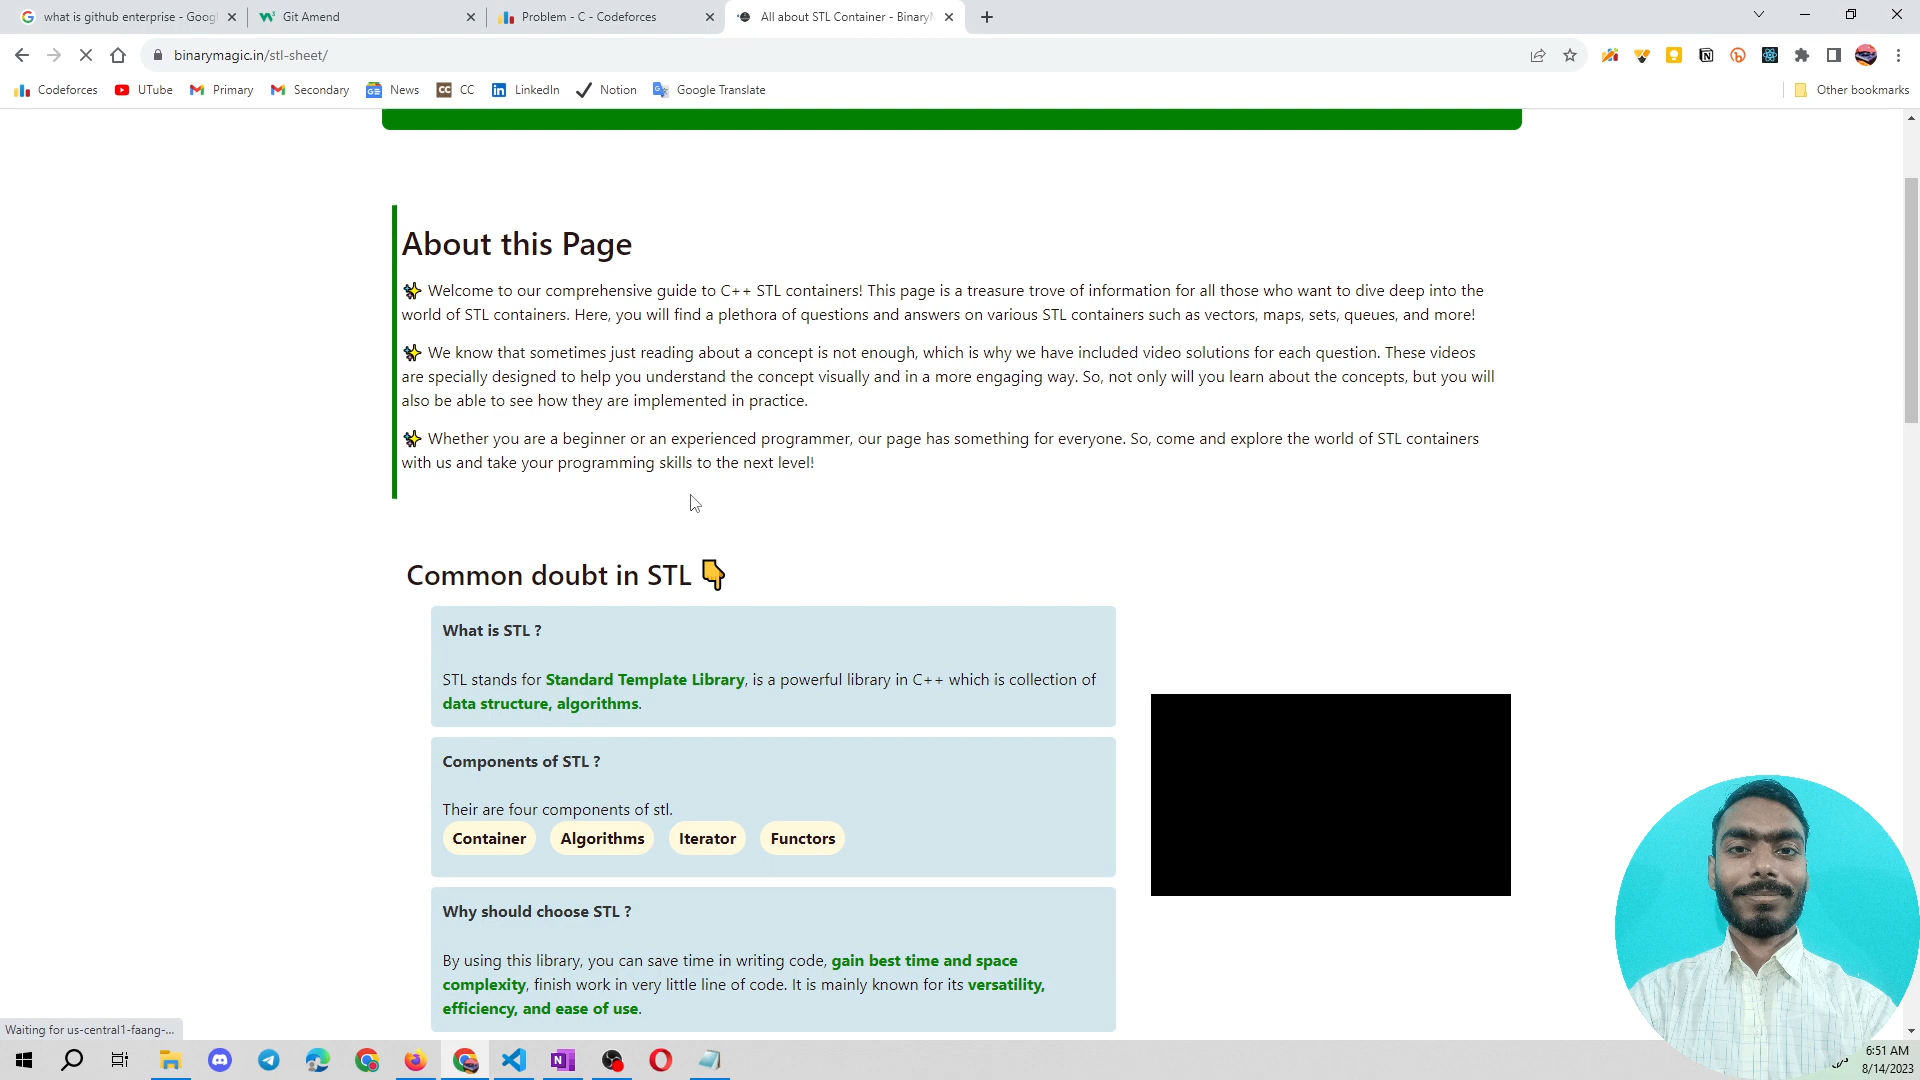 what is github enterprise - Goog
Git Amend
Problem - C - Codeforces
All about STL Container - BinaryM
binarymagic.in/stl-sheet/
Codeforces
UTube
Primary
Secondary
News
CC
LinkedIn
Notion
Google Translate
Other bookmarks
About this Page
✨ Welcome to our comprehensive guide to C++ STL containers! This page is a treasure trove of information for all those who want to dive deep into the
world of STL containers. Here, you will find a plethora of questions and answers on various STL containers such as vectors, maps, sets, queues, and more!
✨ We know that sometimes just reading about a concept is not enough, which is why we have included video solutions for each question. These videos
are specially designed to help you understand the concept visually and in a more engaging way. So, not only will you learn about the concepts, but you will
also be able to see how they are implemented in practice.
✨ Whether you are a beginner or an experienced programmer, our page has something for everyone. So, come and explore the world of STL containers
with us and take your programming skills to the next level!
Common doubt in STL 👇
What is STL ?
STL stands for Standard Template Library, is a powerful library in C++ which is collection of
data structure, algorithms.
Components of STL ?
Their are four components of stl.
Container Algorithms Iterator Functors
Why should choose STL ?
By using this library, you can save time in writing code, gain best time and space
complexity, finish work in very little line of code. It is mainly known for its versatility,
efficiency, and ease of use.
Waiting for us-central1-faang-...
6:51 AM
8/14/2023